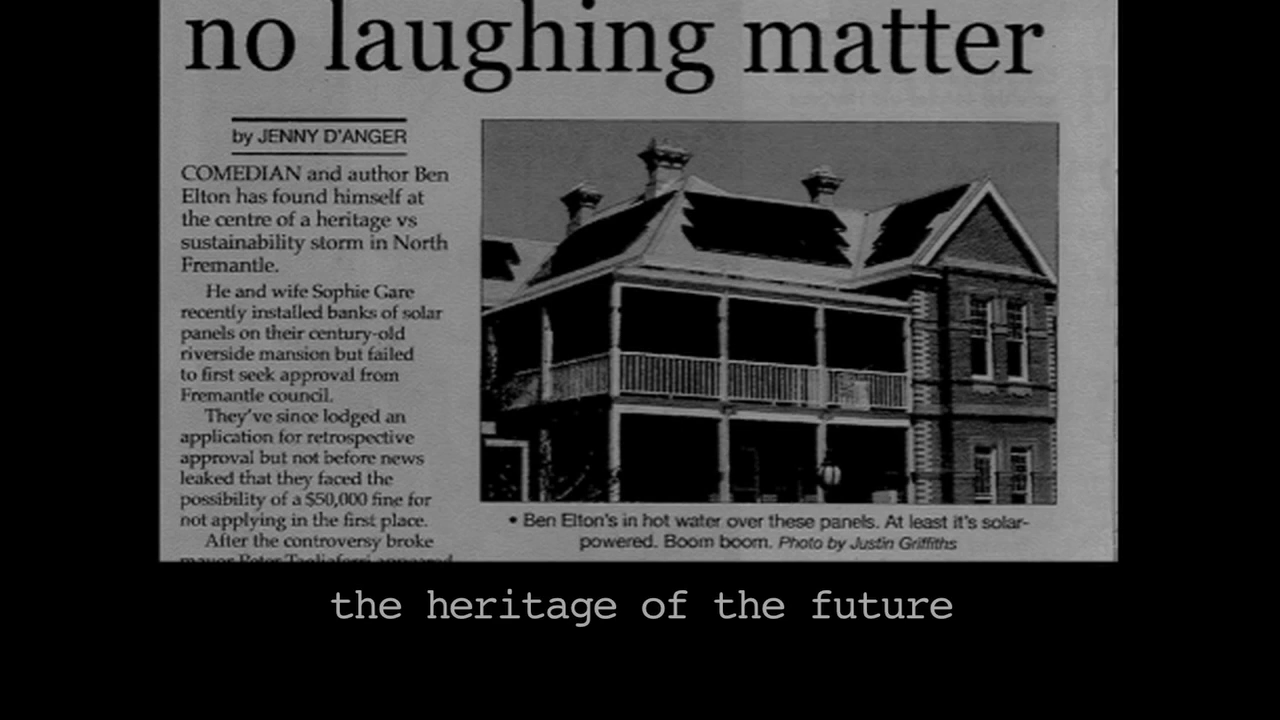 no laughing matter
by JENNY D'ANGER
COMEDIAN and author Ben
Elton has found himself at
the centre of a heritage vs
sustainability storm in North
Fremantle.
He and wife Sophie Gare
recently installed banks of solar
panels on their century-old
riverside mansion but failed
to first seek approval from
Fremantle council.
They've since lodged an
application for retrospective
approval but not before news
leaked that they faced the
possibility of a $50,000 fine for
not applying in the first place.
After the controversy broke
mayor Peter Tagliaferri appeared
• Ben Elton's in hot water over these panels. At least it's solar-
powered. Boom boom. Photo by Justin Griffiths
the heritage of the future